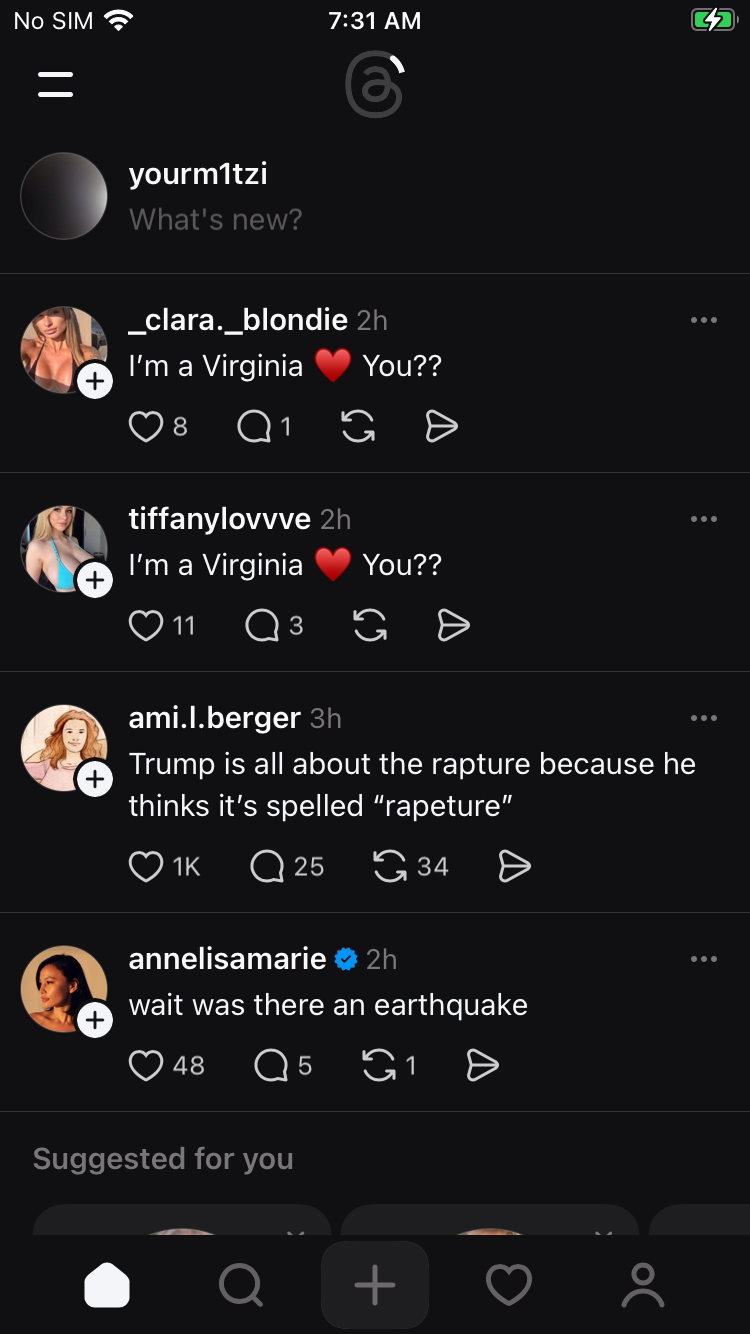 No SIM 7:31 AM
yourm1tzi
What's new?
_clara._blondie 2h
I’m a Virginia ♥️ You??
8 1
tiffanylovvve 2h
I’m a Virginia ♥️ You??
11 3
ami.l.berger 3h
Trump is all about the rapture because he
thinks it’s spelled “rapeture”
1K 25 34
annelisamarie 2h
wait was there an earthquake
48 5 1
Suggested for you